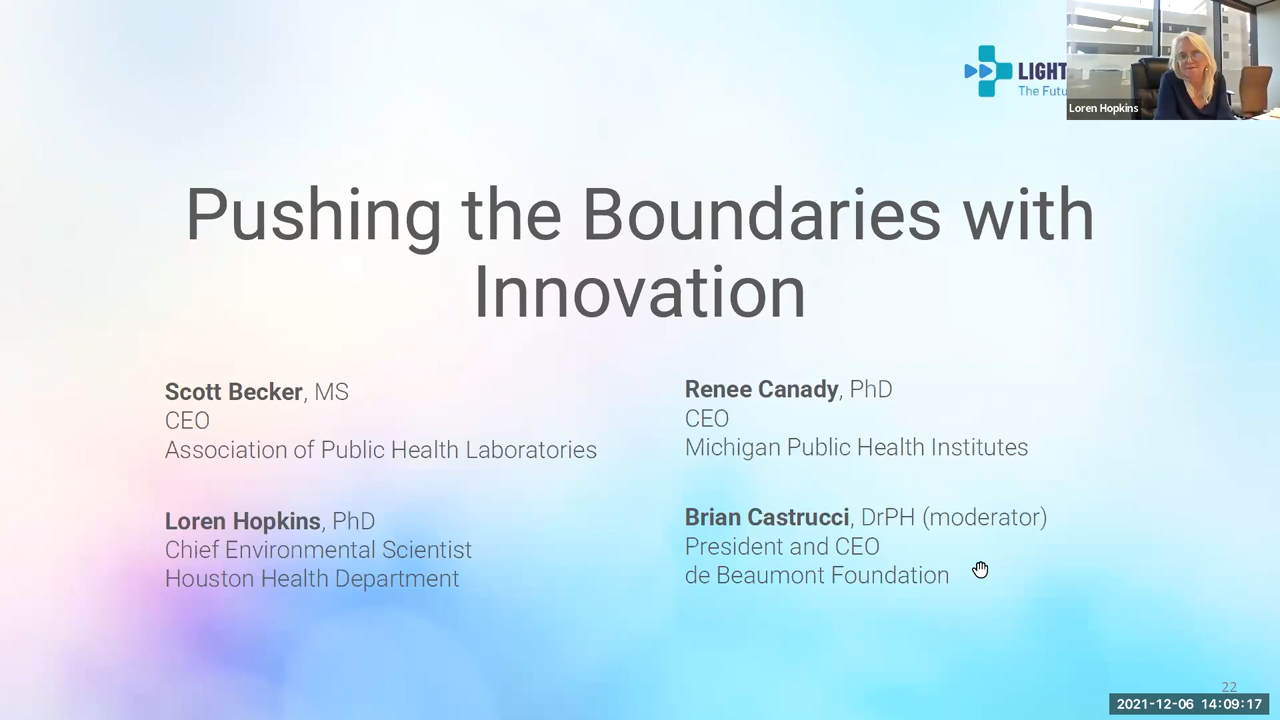 LIGHT
The Futu
Loren Hopkins
Pushing the Boundaries with
Innovation
Scott Becker, MS
CEO
Association of Public Health Laboratories
Renee Canady, PhD
CEO
Michigan Public Health Institutes
Loren Hopkins, PhD
Chief Environmental Scientist
Houston Health Department
Brian Castrucci, DrPH (moderator)
President and CEO
de Beaumont Foundation
22
2021-12-06 14:09:17